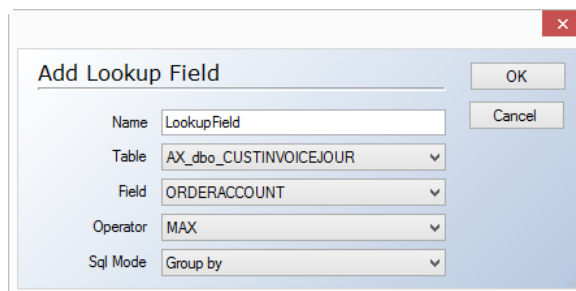 Add Lookup Field
OK
Cancel
Name LookupField
Table AX_dbo_CUSTINVOICEJOUR
Field ORDERACCOUNT
Operator MAX
Sql Mode Group by